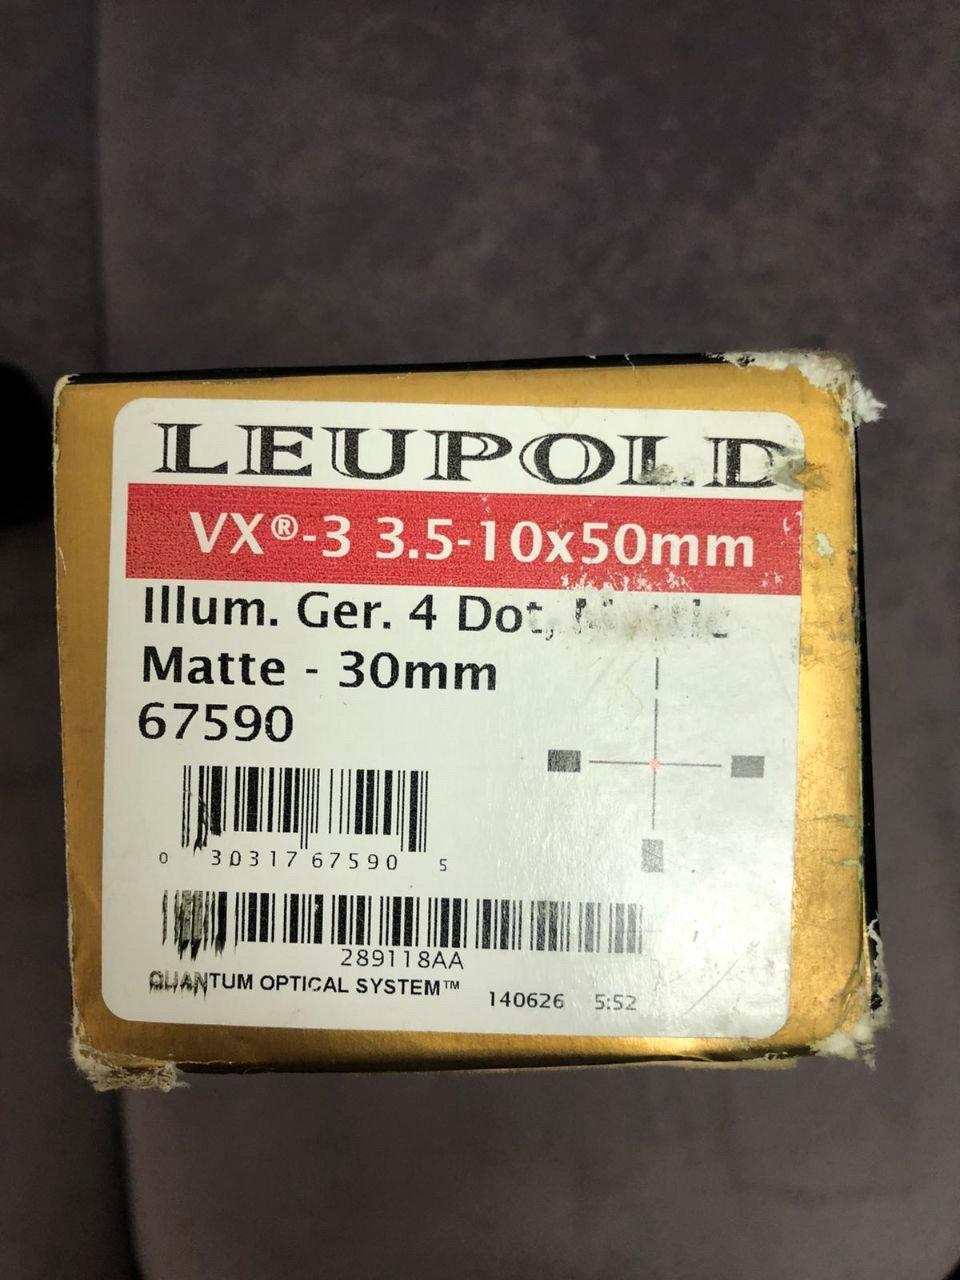 LEUPOLD
VX®-3 3.5-10x50mm
Illum. Ger. 4 Dot,
Matte - 30mm
67590
0 30317 67590 5
289118AA
QUANTUM OPTICAL SYSTEM™
140626 5:52